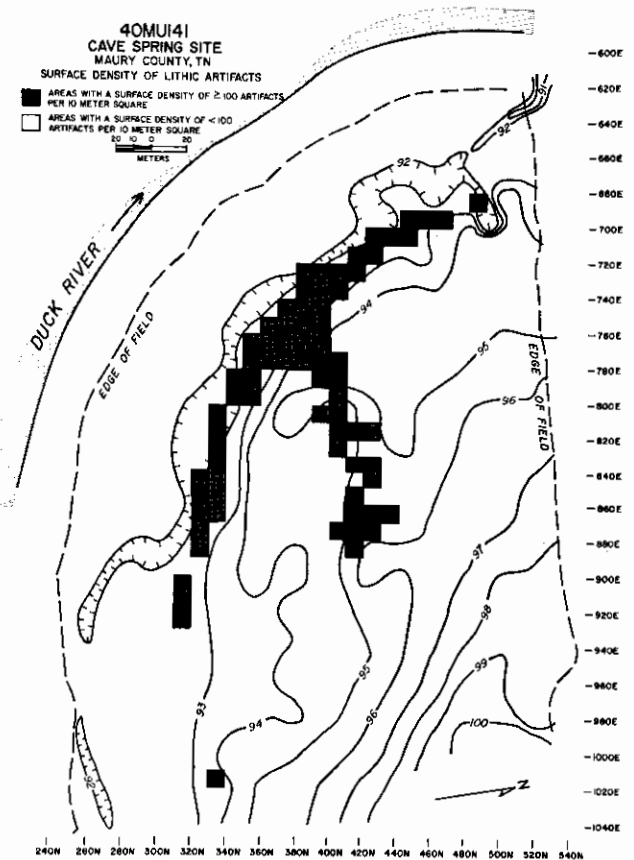 40MU141
CAVE SPRING SITE
MAURY COUNTY, TN
SURFACE DENSITY OF LITHIC ARTIFACTS
AREAS WITH A SURFACE DENSITY OF ≥100 ARTIFACTS
PER 10 METER SQUARE
AREAS WITH A SURFACE DENSITY OF <100
ARTIFACTS PER 10 METER SQUARE
20 10 0 20
METERS
DUCK RIVER
EDGE OF FIELD
EDGE OF FIELD
91
92
92
94
95
96
97
98
99
100
95
96
93
94
92
N
-600E
-620E
-640E
-660E
-680E
-700E
-720E
-740E
-760E
-780E
-800E
-820E
-840E
-860E
-880E
-900E
-920E
-940E
-960E
-980E
-1000E
-1020E
-1040E
240N 260N 280N 300N 320N 340N 360N 380N 400N 420N 440N 460N 480N 500N 520N 540N